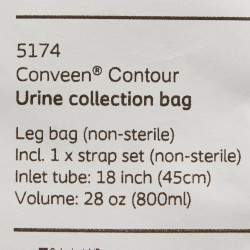 5174
Conveen® Contour
Urine collection bag
Leg bag (non-sterile)
Incl. 1 x strap set (non-sterile)
Inlet tube: 18 inch (45cm)
Volume: 28 oz (800ml)